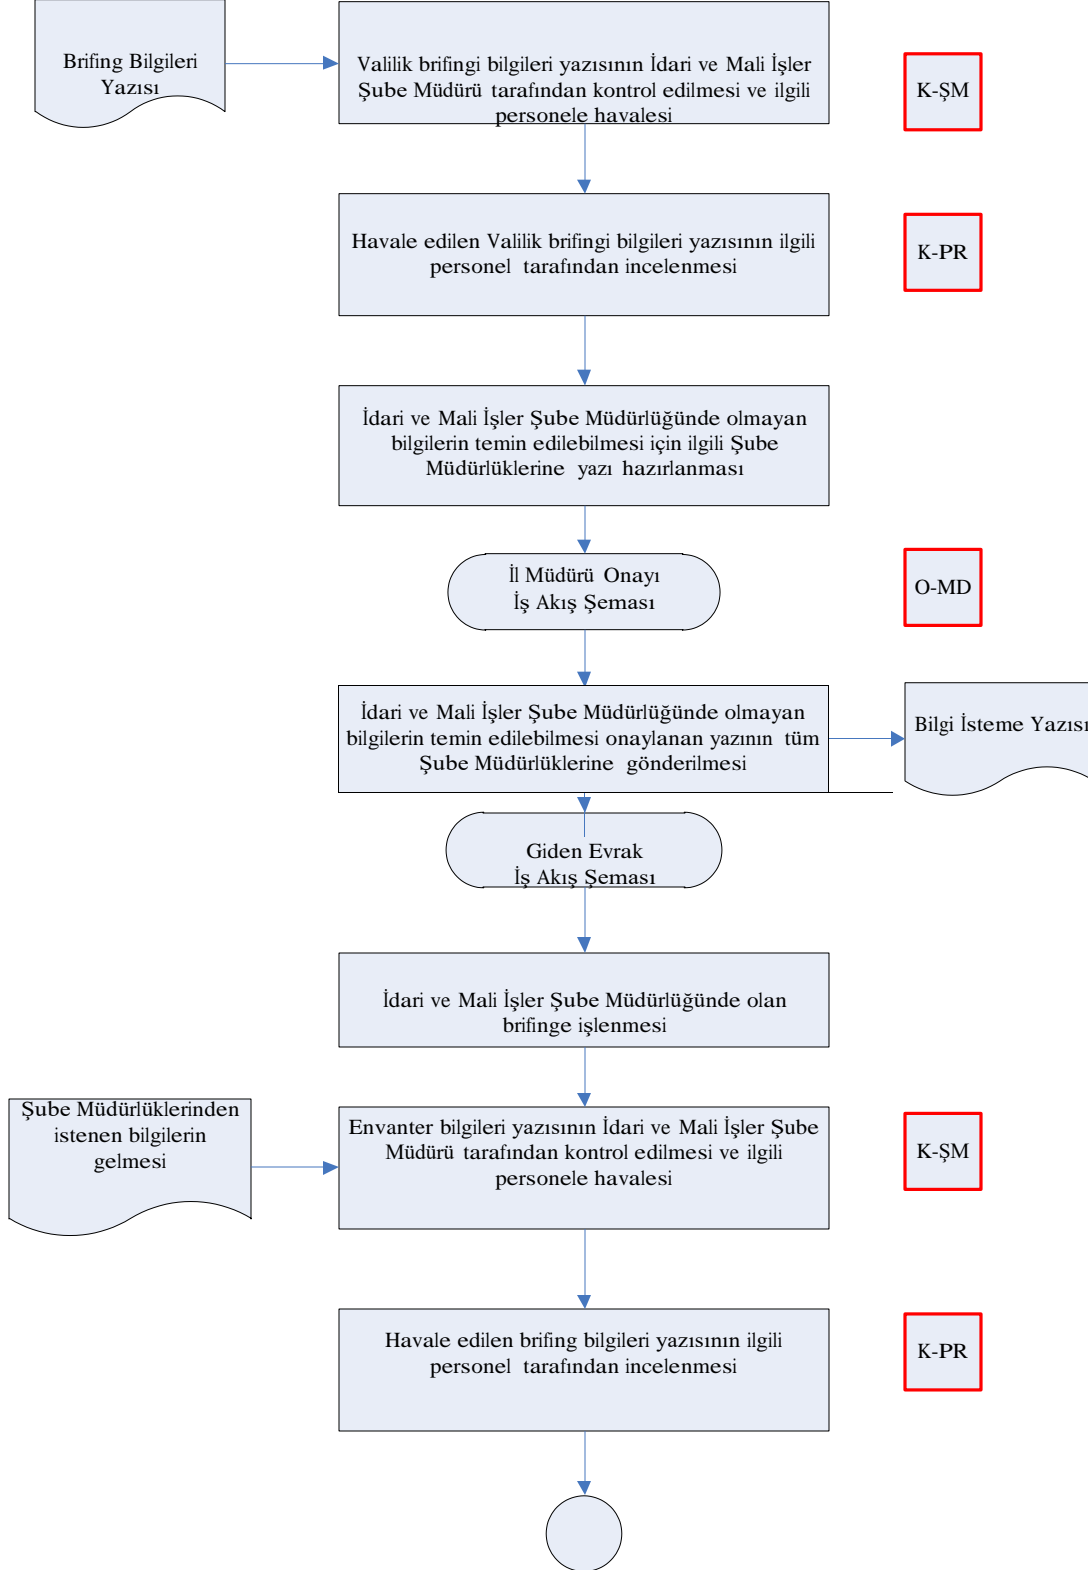 Brifing Bilgileri
Yazısı
Valilik brifingi bilgileri yazısının İdari ve Mali İşler
Şube Müdürü tarafından kontrol edilmesi ve ilgili
personele havalesi
K-ŞM
Havale edilen Valilik brifingi bilgileri yazısının ilgili
personel tarafından incelenmesi
K-PR
İdari ve Mali İşler Şube Müdürlüğünde olmayan
bilgilerin temin edilebilmesi için ilgili Şube
Müdürlüklerine yazı hazırlanması
İl Müdürü Onayı
İş Akış Şeması
O-MD
İdari ve Mali İşler Şube Müdürlüğünde olmayan
bilgilerin temin edilebilmesi onaylanan yazının tüm
Şube Müdürlüklerine gönderilmesi
Bilgi İsteme Yazısı
Giden Evrak
İş Akış Şeması
İdari ve Mali İşler Şube Müdürlüğünde olan
brifinge işlenmesi
Şube Müdürlüklerinden
istenen bilgilerin
gelmesi
Envanter bilgileri yazısının İdari ve Mali İşler Şube
Müdürü tarafından kontrol edilmesi ve ilgili
personele havalesi
K-ŞM
Havale edilen brifing bilgileri yazısının ilgili
personel tarafından incelenmesi
K-PR